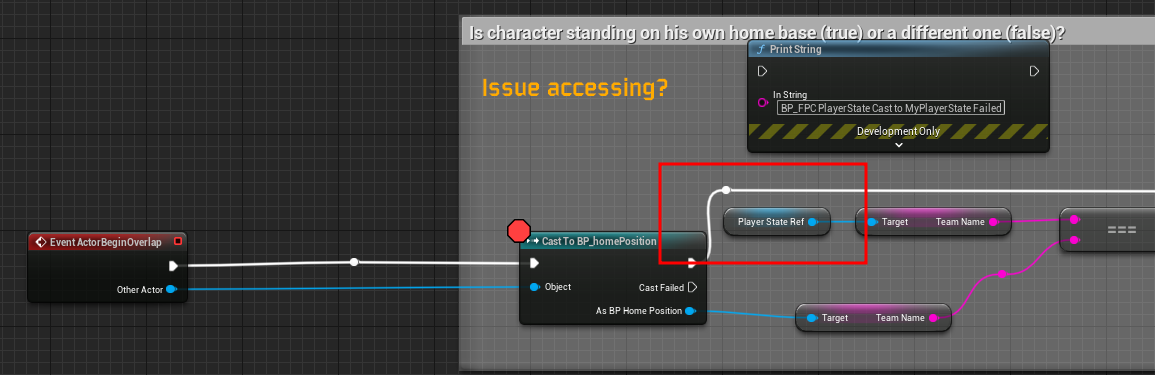 Is character standing on his own home base (true) or a different one (false)?
Print String
Issue accessing?
In String
BP_FPC PlayerState Cast to MyPlayerState Failed
Development Only
Player State Ref
Target Team Name
===
Event ActorBeginOverlap
Cast To BP_homePosition
Other Actor
Object Cast Failed
As BP Home Position
Target Team Name